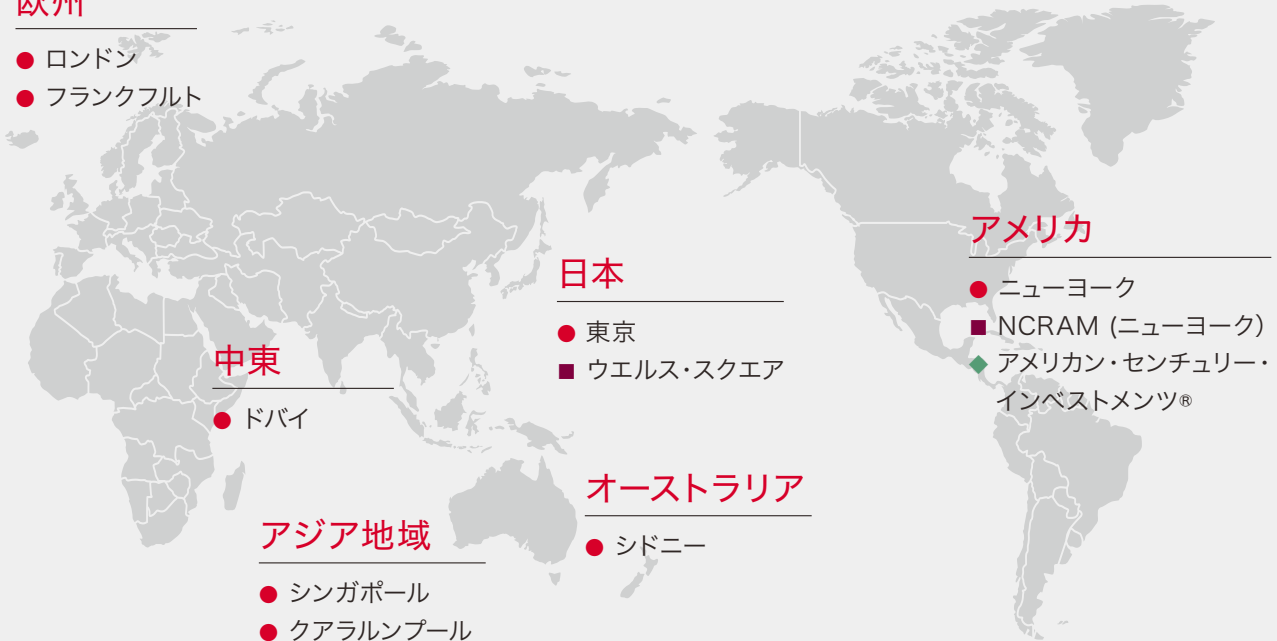 欧州
● ロンドン
● フランクフルト
中東
● ドバイ
アジア地域
● シンガポール
● クアラルンプール
日本
● 東京
■ ウエルス・スクエア
オーストラリア
● シドニー
アメリカ
● ニューヨーク
■ NCRAM (ニューヨーク)
◆ アメリカン・センチュリー・
インベストメンツ®